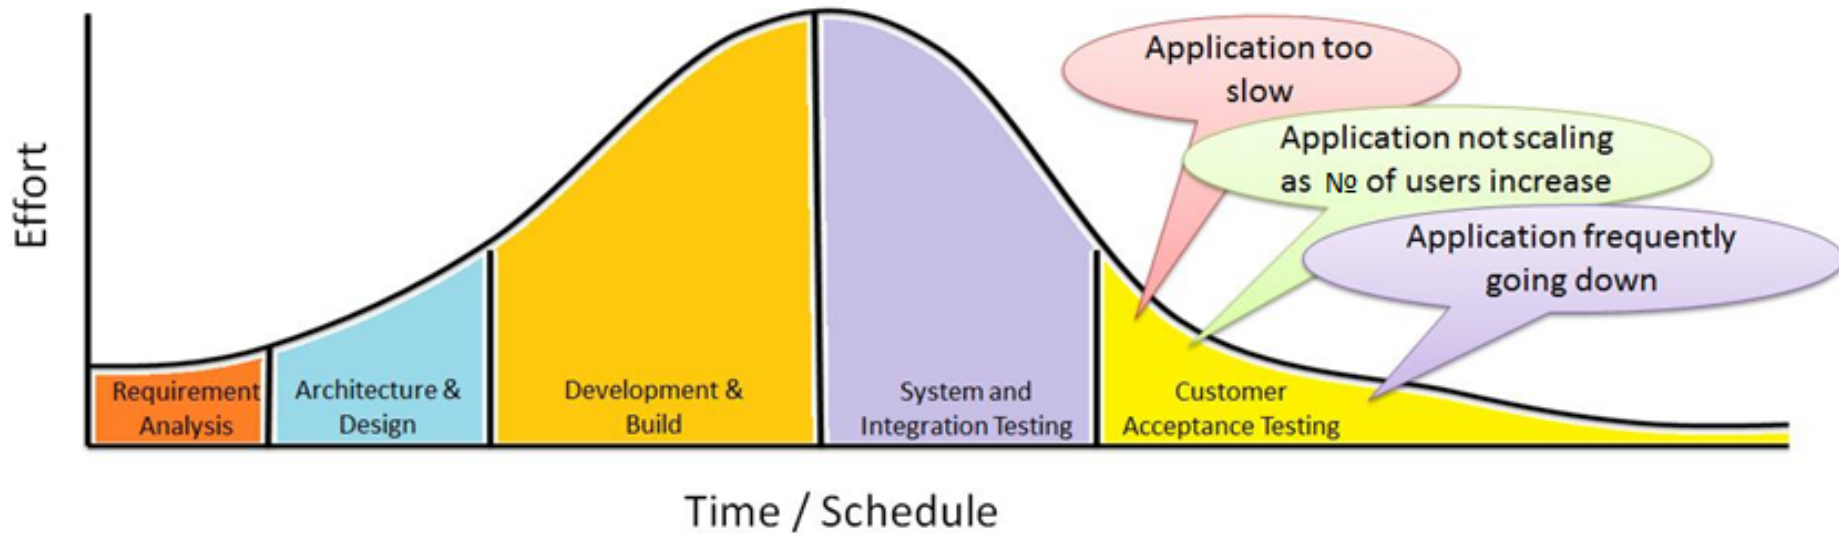 Effort
Application too
slow
Application not scaling
as № of users increase
Application frequently
going down
Requirement
Analysis
Architecture &
Design
Development &
Build
System and
Integration Testing
Customer
Acceptance Testing
Time / Schedule